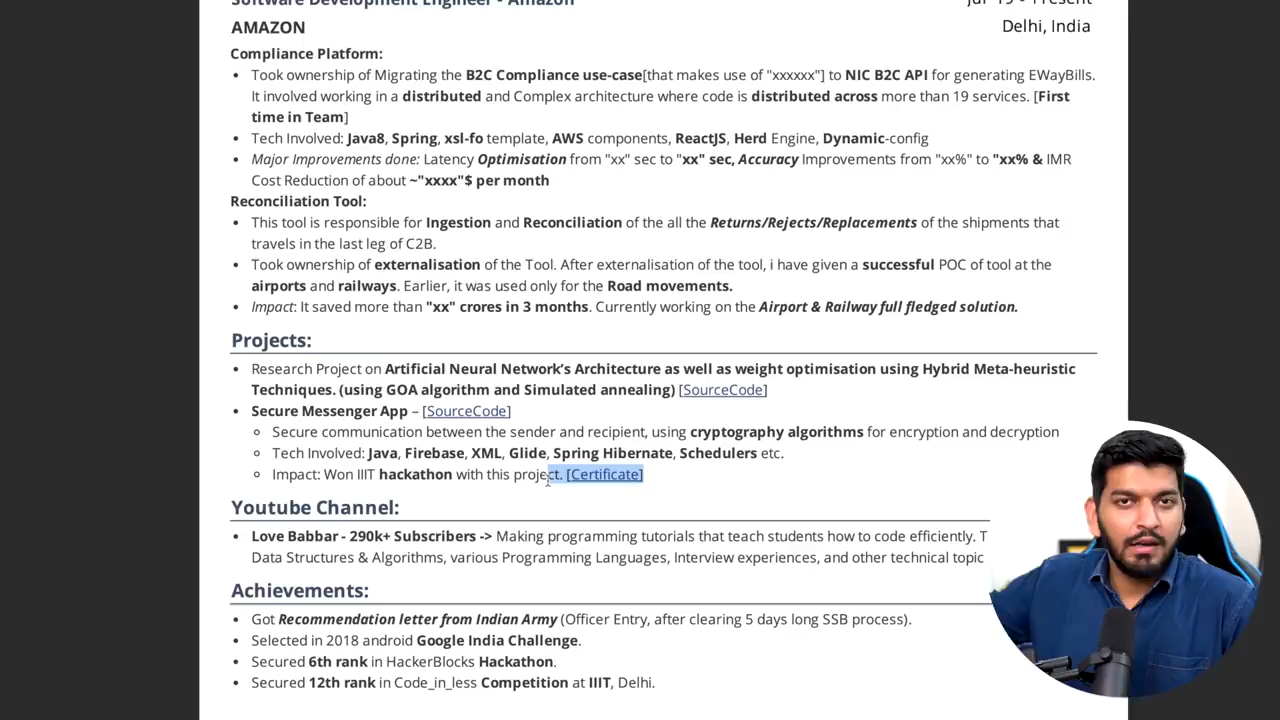 Software Development Engineer - Amazon
Jul 19 - Present
AMAZON
Delhi, India
Compliance Platform:
• Took ownership of Migrating the B2C Compliance use-case[that makes use of "xxxxxx"] to NIC B2C API for generating EWayBills.
It involved working in a distributed and Complex architecture where code is distributed across more than 19 services. [First
time in Team]
• Tech Involved: Java8, Spring, xsl-fo template, AWS components, ReactJS, Herd Engine, Dynamic-config
• Major Improvements done: Latency Optimisation from "xx" sec to "xx" sec, Accuracy Improvements from "xx%" to "xx% & IMR
Cost Reduction of about ~"xxxx"$ per month
Reconciliation Tool:
• This tool is responsible for Ingestion and Reconciliation of the all the Returns/Rejects/Replacements of the shipments that
travels in the last leg of C2B.
• Took ownership of externalisation of the Tool. After externalisation of the tool, i have given a successful POC of tool at the
airports and railways. Earlier, it was used only for the Road movements.
• Impact: It saved more than "xx" crores in 3 months. Currently working on the Airport & Railway full fledged solution.
Projects:
• Research Project on Artificial Neural Network's Architecture as well as weight optimisation using Hybrid Meta-heuristic
Techniques. (using GOA algorithm and Simulated annealing) [SourceCode]
• Secure Messenger App – [SourceCode]
○ Secure communication between the sender and recipient, using cryptography algorithms for encryption and decryption
○ Tech Involved: Java, Firebase, XML, Glide, Spring Hibernate, Schedulers etc.
○ Impact: Won IIIT hackathon with this project. [Certificate]
Youtube Channel:
• Love Babbar - 290k+ Subscribers -> Making programming tutorials that teach students how to code efficiently. T
Data Structures & Algorithms, various Programming Languages, Interview experiences, and other technical topic
Achievements:
• Got Recommendation letter from Indian Army (Officer Entry, after clearing 5 days long SSB process).
• Selected in 2018 android Google India Challenge.
• Secured 6th rank in HackerBlocks Hackathon.
• Secured 12th rank in Code_in_less Competition at IIIT, Delhi.